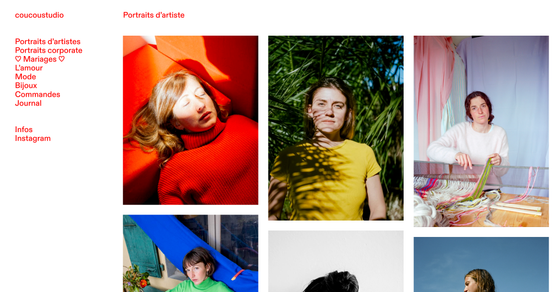 coucoustudio
Portraits d'artiste
Portraits d'artistes
Portraits corporate
♡ Mariages ♡
L'amour
Mode
Bijoux
Commandes
Journal
Infos
Instagram